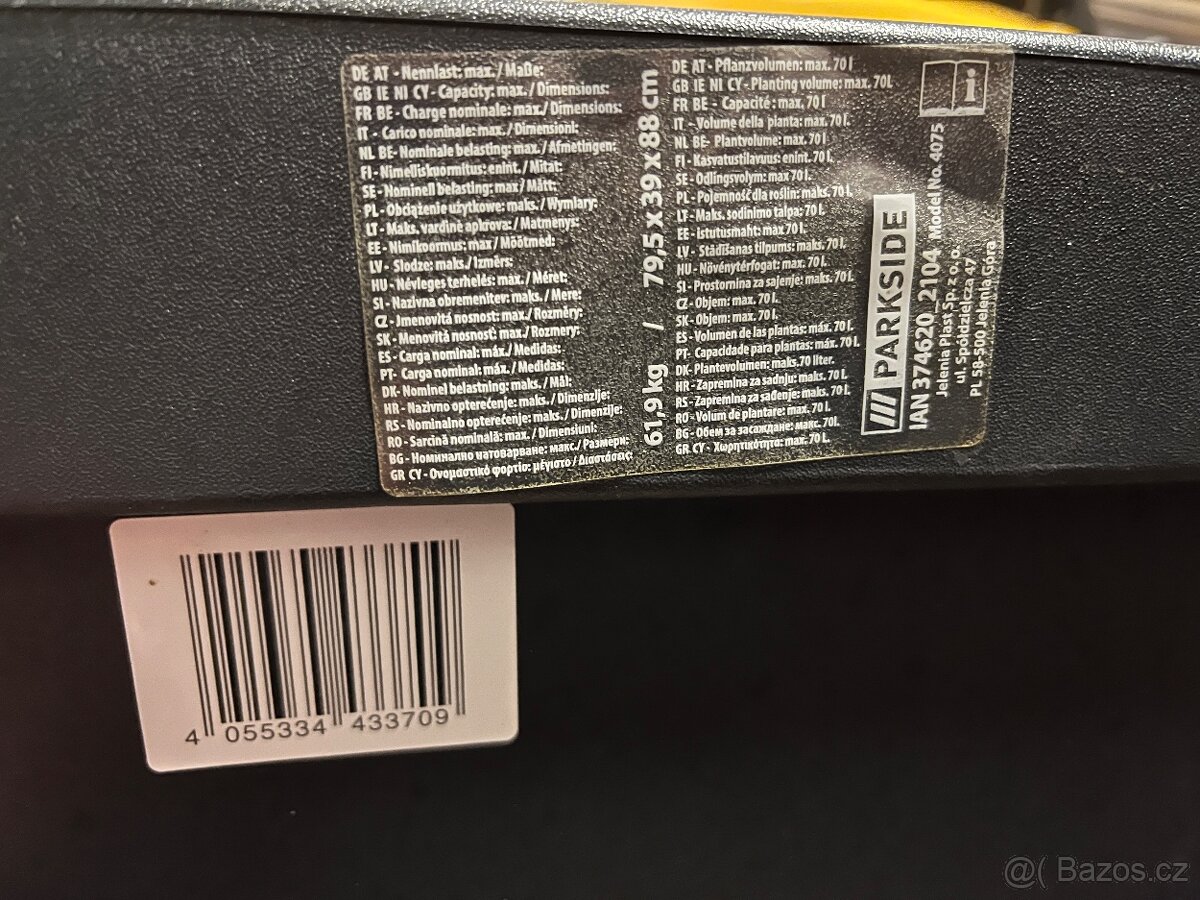 DE AT - Nennlast: max. / Maße:
GB IE NI CY - Capacity: max. / Dimensions:
FR BE - Charge nominale: max./ Dimensions:
IT - Carico nominale: max. / Dimensioni:
NL BE- Nominale belasting: max. / Afmetingen:
FI - Nimelliskuormitus: enint. / Mitat:
SE - Nominell belasting: max / Mått:
PL - Obciążenie użytkowe: maks. / Wymiary:
LT - Maks. vardinė apkrova: / Matmenys:
EE - Nimikoormus: max / Möötmed:
LV - Slodze: maks. / Izmērs:
HU - Névleges terhelés: max. / Méret:
SI - Nazivna obremenitev: maks. / Mere:
CZ - Jmenovitá nosnost: max. / Rozměry:
SK - Menovitá nosnost: max. / Rozmery:
ES - Carga nominal: máx. / Medidas:
PT - Carga nominal: máx. / Medidas:
DK- Nominel belastning: maks. / Mål:
HR - Nazivno opterećenje: maks. / Dimenzije:
RS - Nominalno opterećenje: maks. / Dimenzije:
RO - Sarcină nominală: max. / Dimensiuni:
BG - Номинално натоварване: макс./ Размери:
GR CY - Ονομαστικό φορτίο: μέγιστο / Διαστάσεις:
61,9 kg / 79,5 x 39 x 88 cm
DE AT - Pflanzvolumen: max. 70 l
GB IE NI CY - Planting volume: max. 70L
FR BE - Capacité: max. 70 l
IT - Volume della pianta: max. 70 l.
NL BE- Plantvolume: max. 70 l.
FI - Kasvatustilavuus: enint. 70 L
SE - Odlingsvolym: max. 70 l
PL - Pojemność dla roślin: maks. 70 l.
LT - Maks. sodinimo talpa: 70 L
EE - Istutusmaht: max 70 l.
LV - Stādīšanas tilpums: maks. 70 l.
HU - Növénytérfogat: max. 70 l
SI - Prostornina za sajenje: maks. 70 l
CZ - Objem: max. 70 l.
SK - Objem: max. 70 l.
ES - Volumen de las plantas: máx. 70 l.
PT - Capacidade para plantas: máx. 70 l
DK - Plantevolumen: maks.70 liter.
HR - Zapremina za sadnju: maks. 70 l
RS - Zapremina za sađenje: maks. 70 L
RO - Volum de plantare: max. 70 l.
BG - Обем за засаждане: макс. 70l.
GR CY - Χωρητικότητα: max. 70 L
PARKSIDE
IAN 374620_2104 Model No. 4075
Jelenia Plast Sp. z o. o.
ul. Spółdzielcza 47
PL 58-500 Jelenia Góra
4 055334 433709
@( Bazos.cz